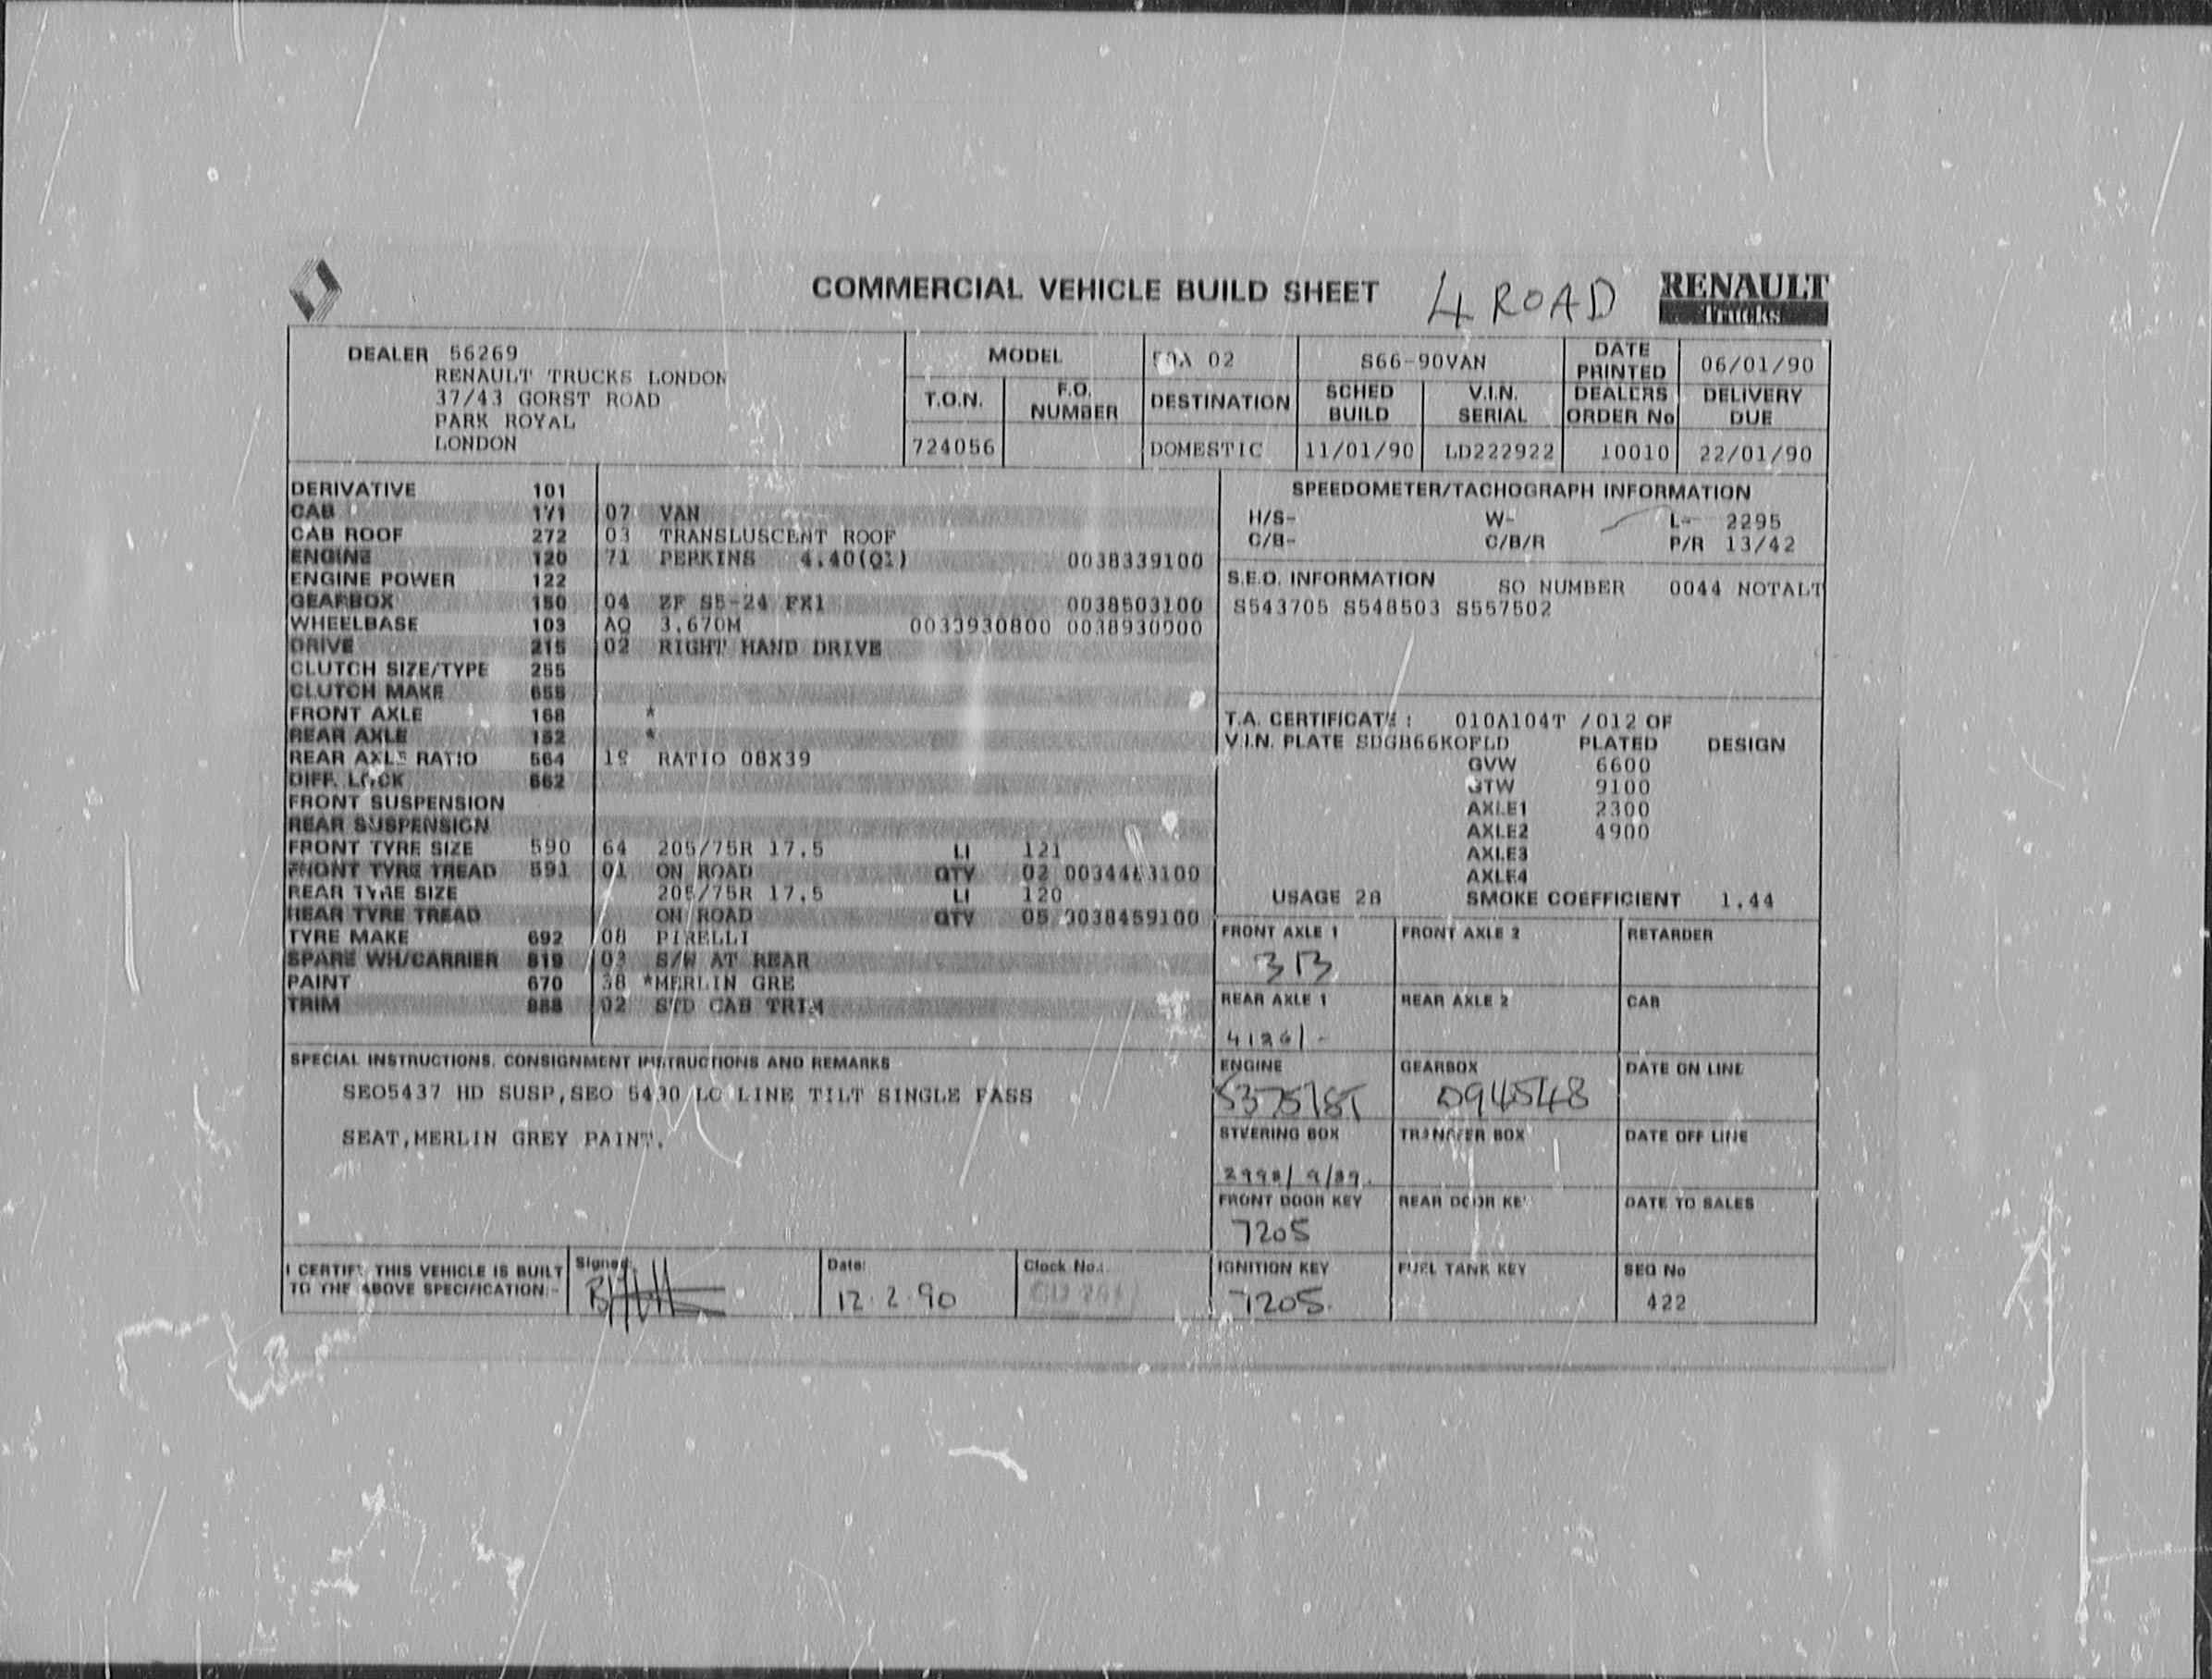 COMMERCIAL VEHICLE BUILD SHEET 4 ROAD RENAULT
Trucks
DEALER 56269
RENAULT TRUCKS LONDON
37/43 GORST ROAD
PARK ROYAL
LONDON
MODEL 02 S66-90VAN DATE PRINTED 06/01/90
T.O.N. F.O. NUMBER DESTINATION SCHED BUILD V.I.N. SERIAL DEALERS ORDER No DELIVERY DUE
724056 DOMESTIC 11/01/90 LD222922 10010 22/01/90
DERIVATIVE 101
CAB 171 07 VAN
CAB ROOF 272 03 TRANSLUSCENT ROOF
ENGINE 120 71 PERKINS 0038339100
ENGINE POWER 122
GEARBOX 150 04 ZF S5-24 FX1 0038503100
WHEELBASE 103 AQ 3.670M
DRIVE 215 02 RIGHT HAND DRIVE
CLUTCH SIZE/TYPE 255
CLUTCH MAKE 655
FRONT AXLE 168 *
REAR AXLE 152 *
REAR AXLE RATIO 564 RATIO 08X39
DIFF. LOCK 562
FRONT SUSPENSION
REAR SUSPENSION
FRONT TYRE SIZE 590 64 205/75R 17.5 LI 121
FRONT TYRE TREAD 591 01 ON ROAD QTY 02
REAR TYRE SIZE 205/75R 17.5 LI 120
REAR TYRE TREAD ON ROAD QTY 05
TYRE MAKE 692 08 PIRELLI
SPARE WH/CARRIER 819 03 S/W AT REAR
PAINT 670 38 *MERLIN GRE
TRIM 888 02 STD CAB TRIM
SPEEDOMETER/TACHOGRAPH INFORMATION
H/S- W- L- 2295
C/B- C/B/R P/R 13/42
S.E.O. INFORMATION SO NUMBER 0044 NOTALT
S543705 S548503 S557502
T.A. CERTIFICATE : 010A104T /012 OF
V.I.N. PLATE PLATED DESIGN
GVW 6600
GTW 9100
AXLE1 2300
AXLE2 4900
AXLE3
AXLE4
USAGE SMOKE COEFFICIENT 1.44
FRONT AXLE 1 FRONT AXLE 2 RETARDER
313
REAR AXLE 1 REAR AXLE 2 CAB
ENGINE GEARBOX DATE ON LINE
STEERING BOX TRANSFER BOX DATE OFF LINE
FRONT DOOR KEY REAR DOOR KEY DATE TO SALES
7205
IGNITION KEY FUEL TANK KEY SEQ No
7205 422
SPECIAL INSTRUCTIONS. CONSIGNMENT INSTRUCTIONS AND REMARKS
SEO5437 HD SUSP,SEO LO LINE TILT SINGLE PASS
SEAT,MERLIN GREY PAINT.
I CERTIFY THIS VEHICLE IS BUILT
TO THE ABOVE SPECIFICATION:-
Signed:
Date:
12.2.90
Clock No.: